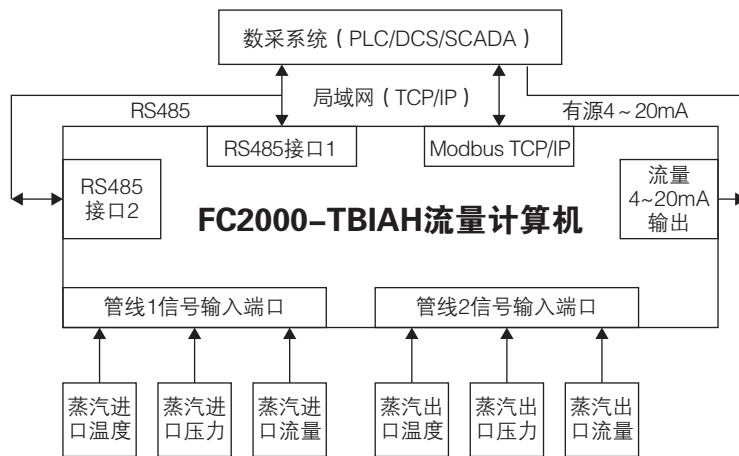 数采系统（PLC/DCS/SCADA）
局域网（TCP/IP）
RS485
有源4～20mA
RS485接口1
Modbus TCP/IP
RS485
接口2
流量
4~20mA
输出
FC2000-TBIAH流量计算机
管线1信号输入端口
管线2信号输入端口
蒸汽进
口温度
蒸汽进
口压力
蒸汽进
口流量
蒸汽出
口温度
蒸汽出
口压力
蒸汽出
口流量